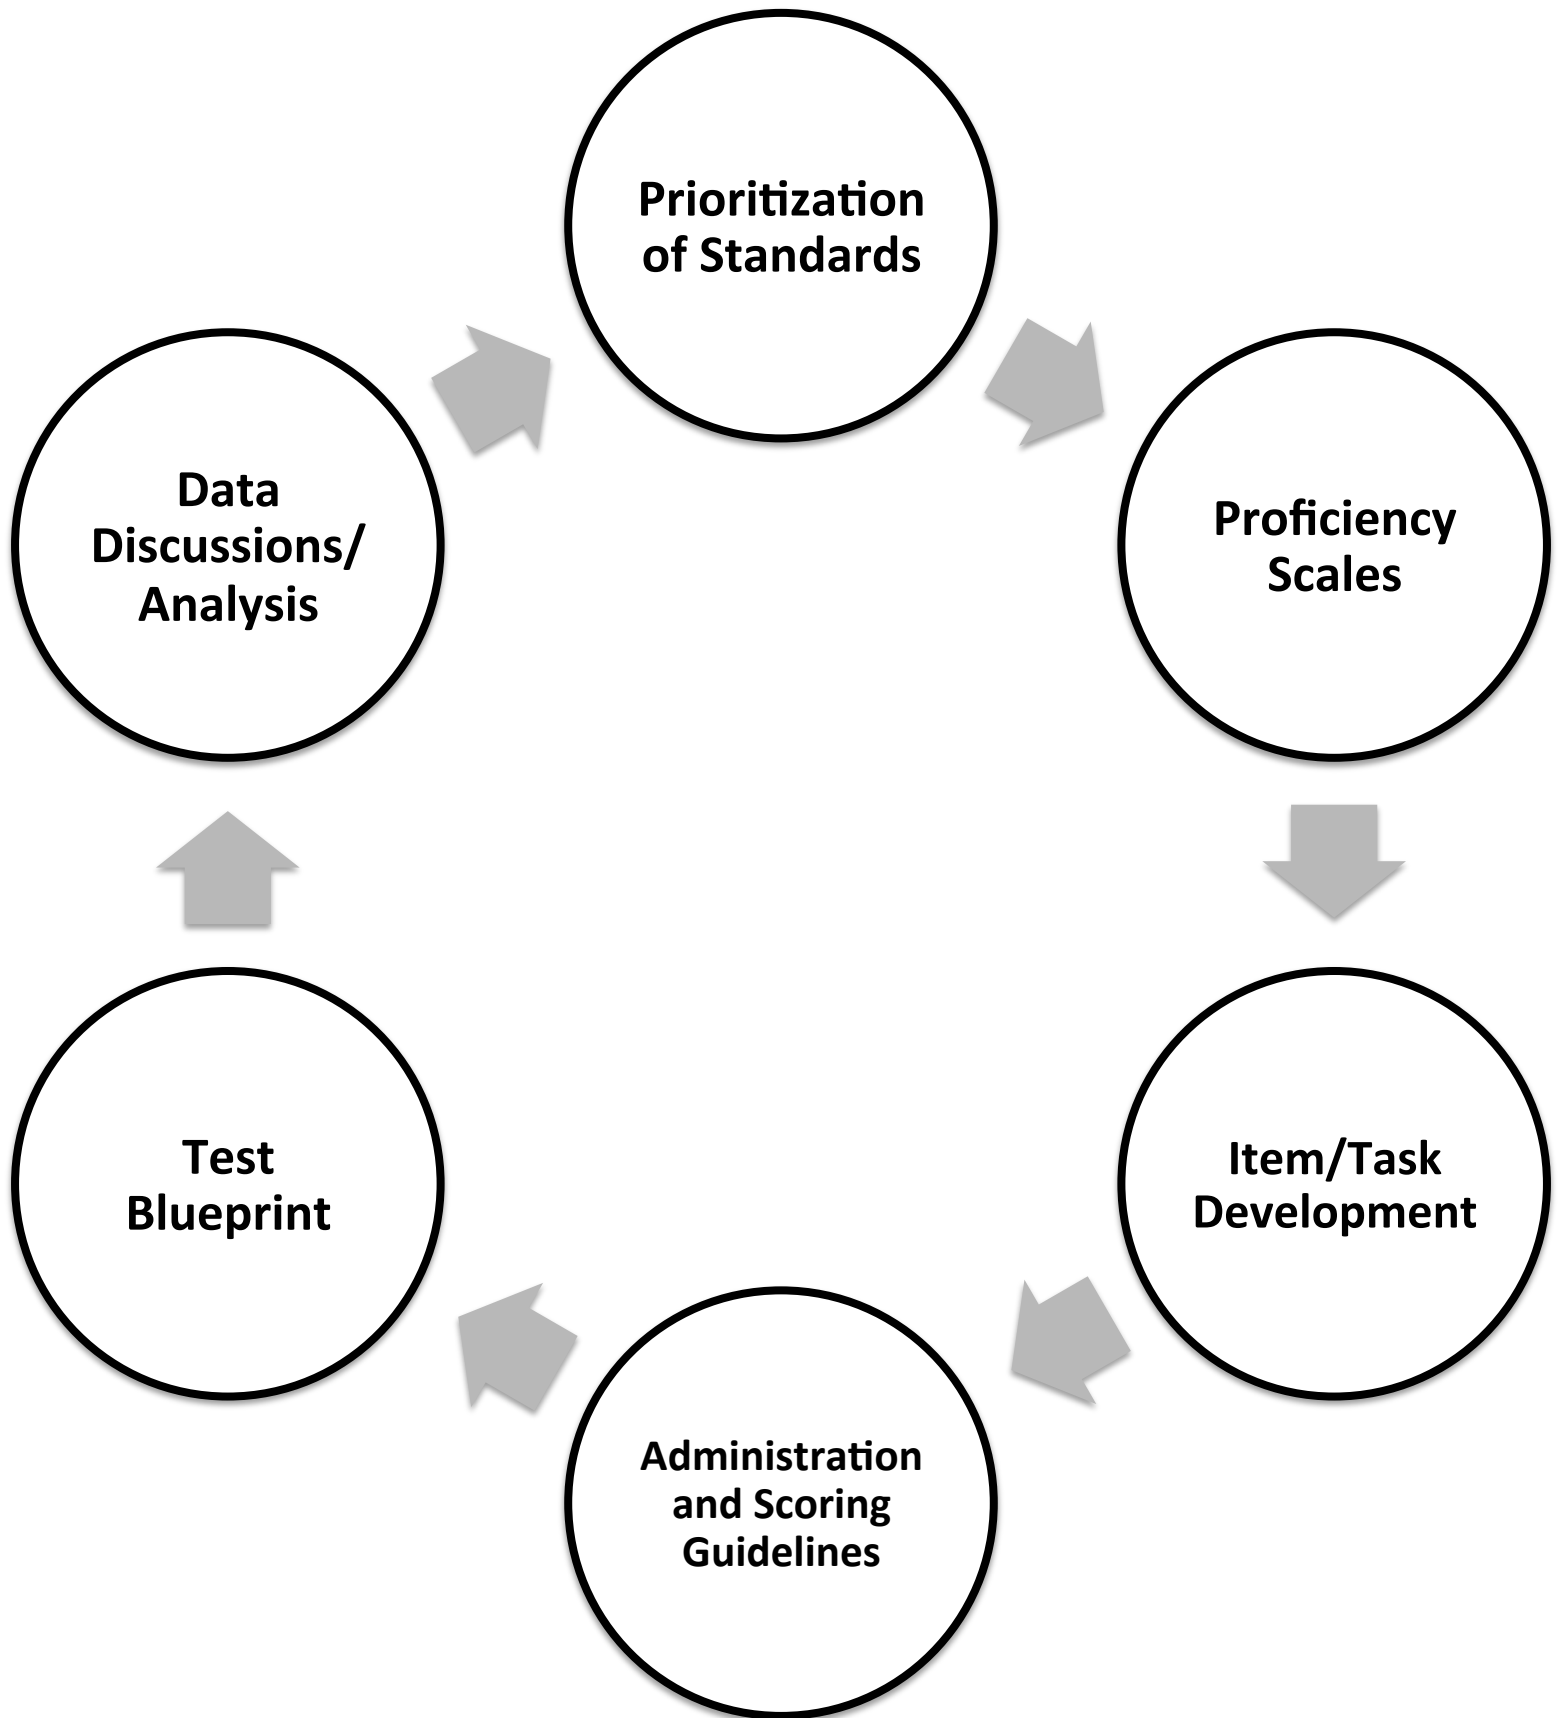 Prioritization
of Standards
Proficiency
Scales
Item/Task
Development
Administration
and Scoring
Guidelines
Test
Blueprint
Data
Discussions/
Analysis